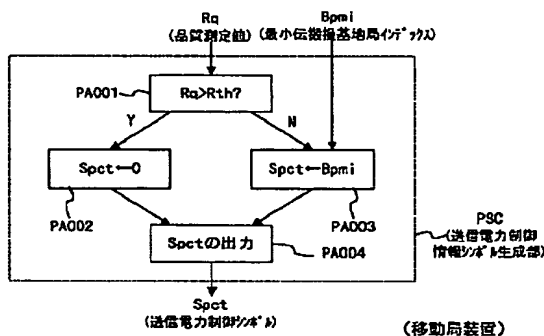 Rq
(品質測定値)
Bpmi
(最小伝搬損基地局インデックス)
PA001
Rq>Rth?
Y
N
Spct←0
Spct←Bpmi
PA002
PA003
Spctの出力
PA004
PSC
(送信電力制御
情報シンボル生成部)
Spct
(送信電力制御シンボル)
(移動局装置)